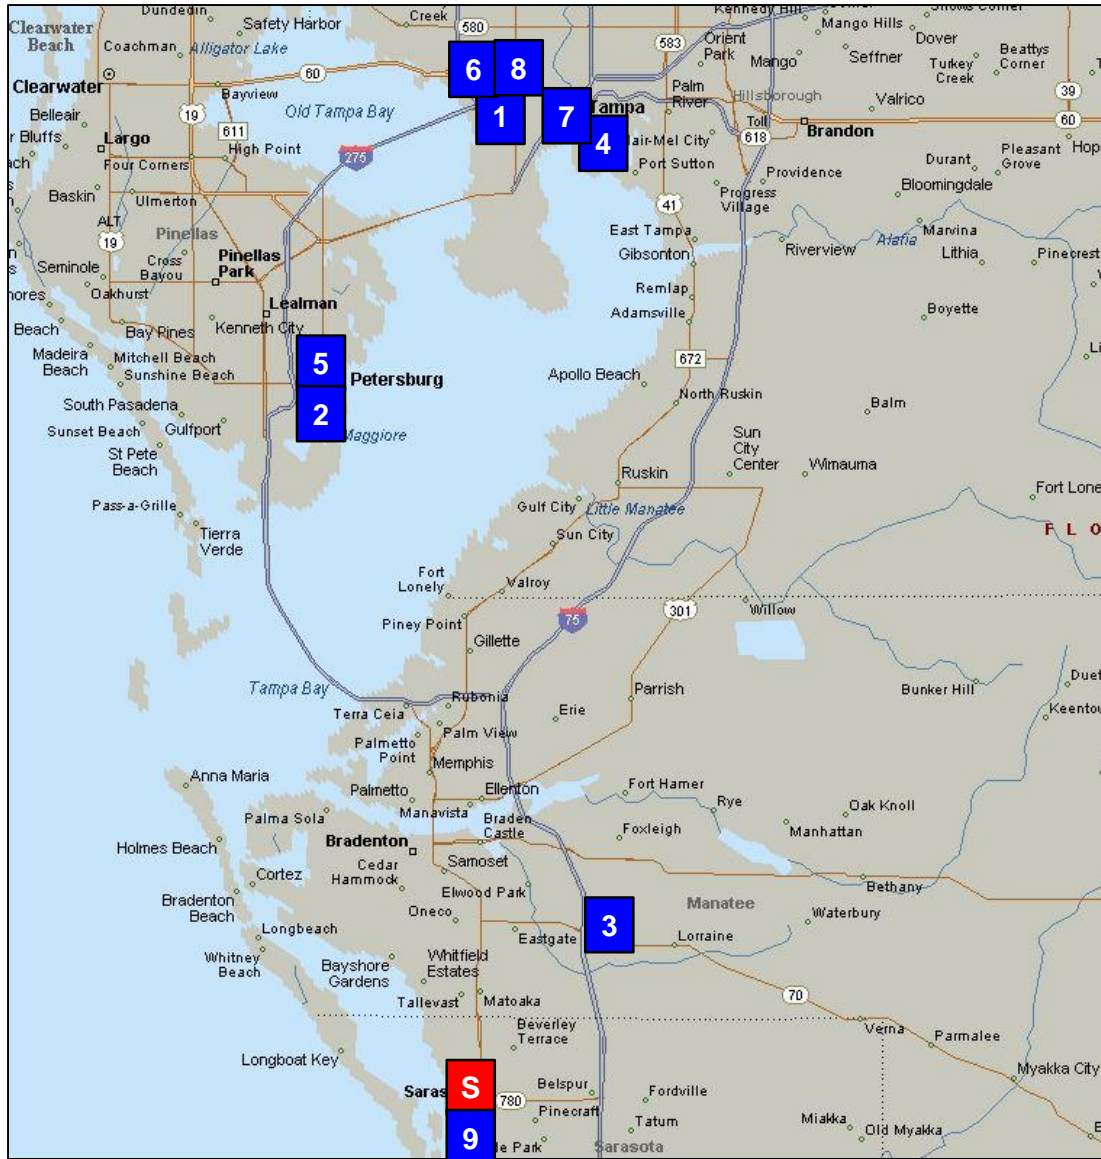 Clearwater
Beach
Dunedin
Safety Harbor
Creek
580
Kennedy Hill
Mango Hills
Dover
Coachman
Alligator Lake
60
6
8
583
Orient
Park
Mango
Seffner
Turkey
Creek
Beattys
Corner
Clearwater
Bayview
Old Tampa Bay
1
7
Tampa
Palm
River
Hillsborough
Valrico
39
60
Belleair
19
611
4
lair-Mel City
Toll
618
Brandon
r Bluffs
Largo
High Point
275
Port Sutton
Durant
Pleasant
Grove
Hop
Four Corners
Providence
Baskin
Ulmerton
41
Progress
Village
Bloomingdale
ALT
19
Pinellas
East Tampa
Riverview
Alafia
Marvina
Cross
Bayou
Pinellas
Park
Gibsonton
Lithia
Pinecrest
Seminole
Oakhurst
Lealman
Remlap
Boyette
Beach
Bay Pines
Kenneth City
Adamsville
Madeira
Beach
Mitchell Beach
Sunshine Beach
5
Petersburg
672
Apollo Beach
North Ruskin
Balm
South Pasadena
2
Maggiore
Sunset Beach
Gulfport
St Pete
Beach
Sun
City
Center
Wimauma
Ruskin
Pass-a-Grille
Gulf City
Little Manatee
Fort Lone
Tierra
Verde
Sun City
F L O
Fort
Lonely
Valroy
Piney Point
75
301
Willow
Gillette
Tampa Bay
Rubonia
Parrish
Bunker Hill
Duet
Terra Ceia
Erie
Keentow
Palmetto
Point
Palm View
Memphis
Anna Maria
Palmetto
Ellenton
Fort Hamer
Rye
Oak Knoll
Palma Sola
Manavista
Braden
Castle
Foxleigh
Manhattan
Holmes Beach
Bradenton
Cedar
Hammock
Samoset
Cortez
Elwood Park
Bethany
Bradenton
Beach
Oneco
3
Manatee
Waterbury
Longbeach
Eastgate
Lorraine
Whitney
Beach
Bayshore
Gardens
Whitfield
Estates
Tallevast
Matoaka
70
Beverley
Terrace
Verna
Parmalee
Longboat Key
Myakka City
Saras
S
780
Belspur
Fordville
Pinecraft
9
Tatum
Miakka
Old Myakka
Sarasota